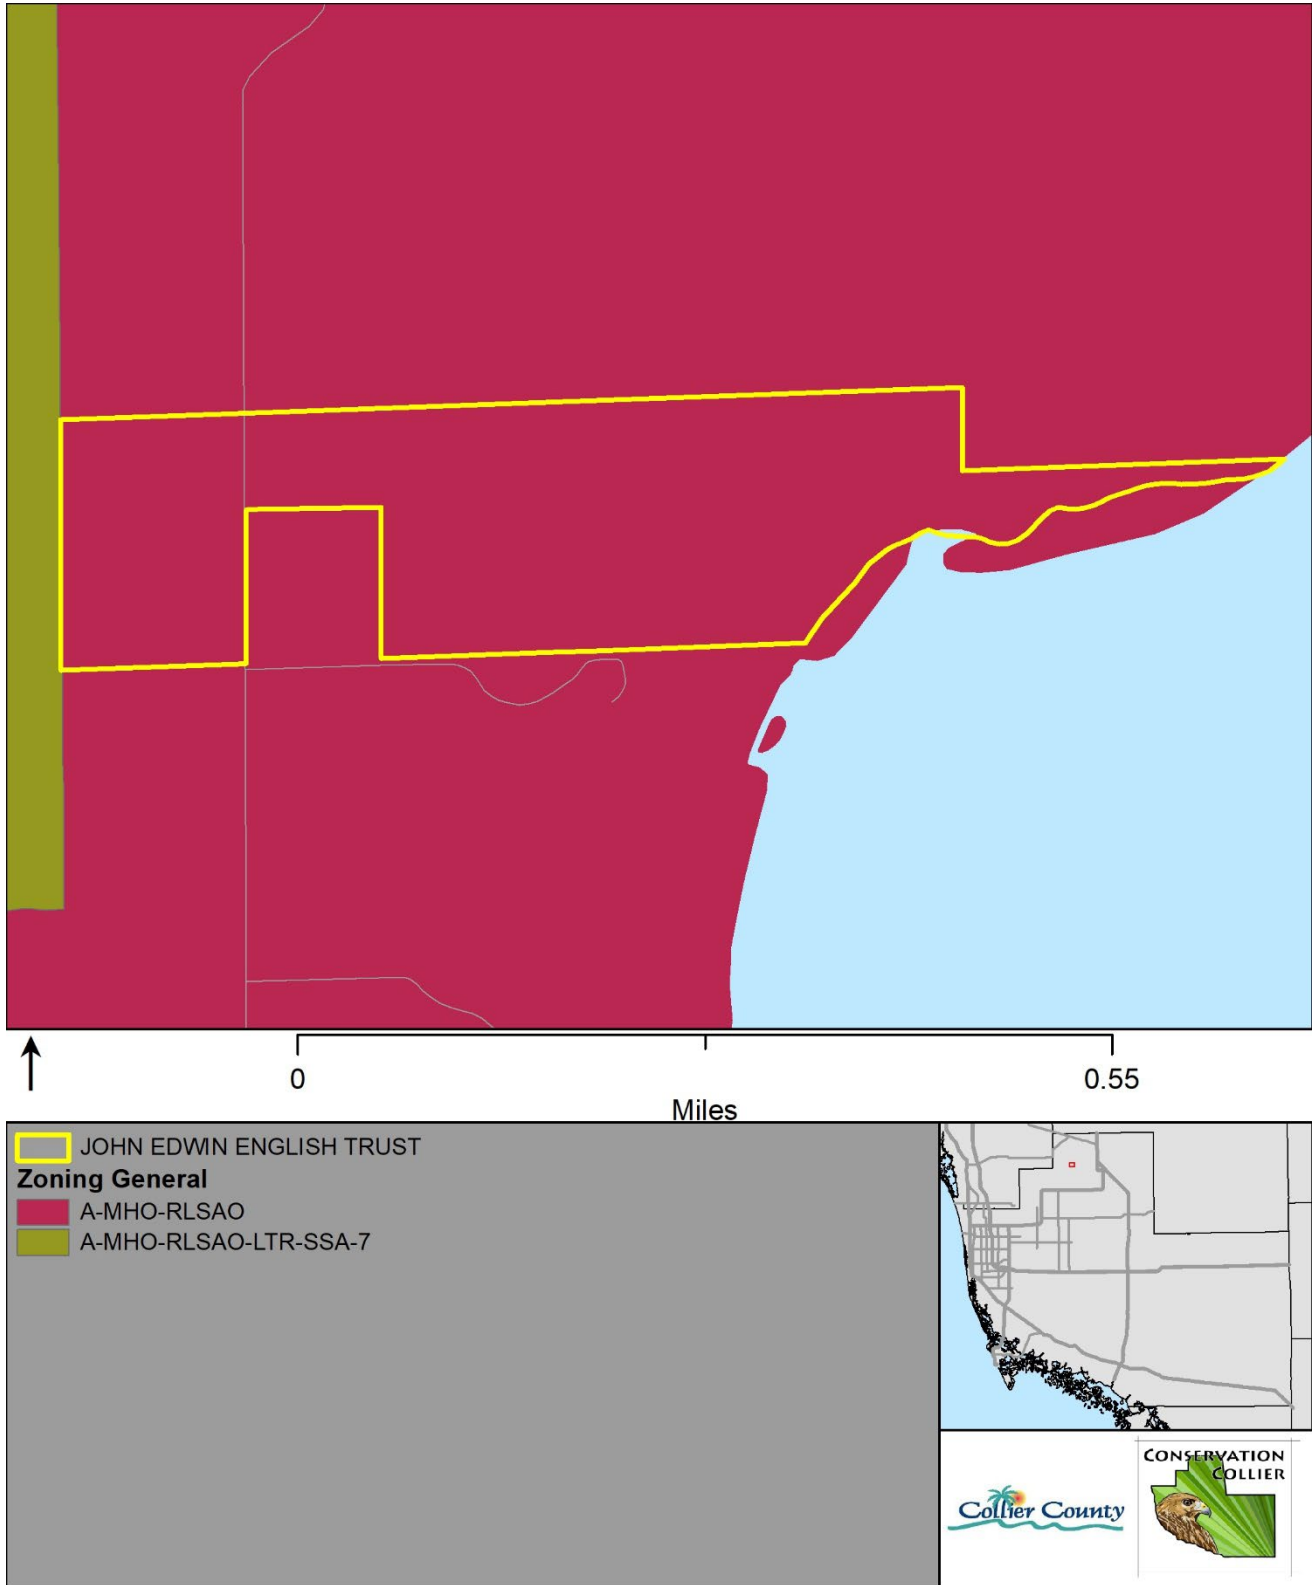 0
0.55
Miles
JOHN EDWIN ENGLISH TRUST
Zoning General
A-MHO-RLSAO
A-MHO-RLSAO-LTR-SSA-7
CONSERVATION
COLLIER
Collier County